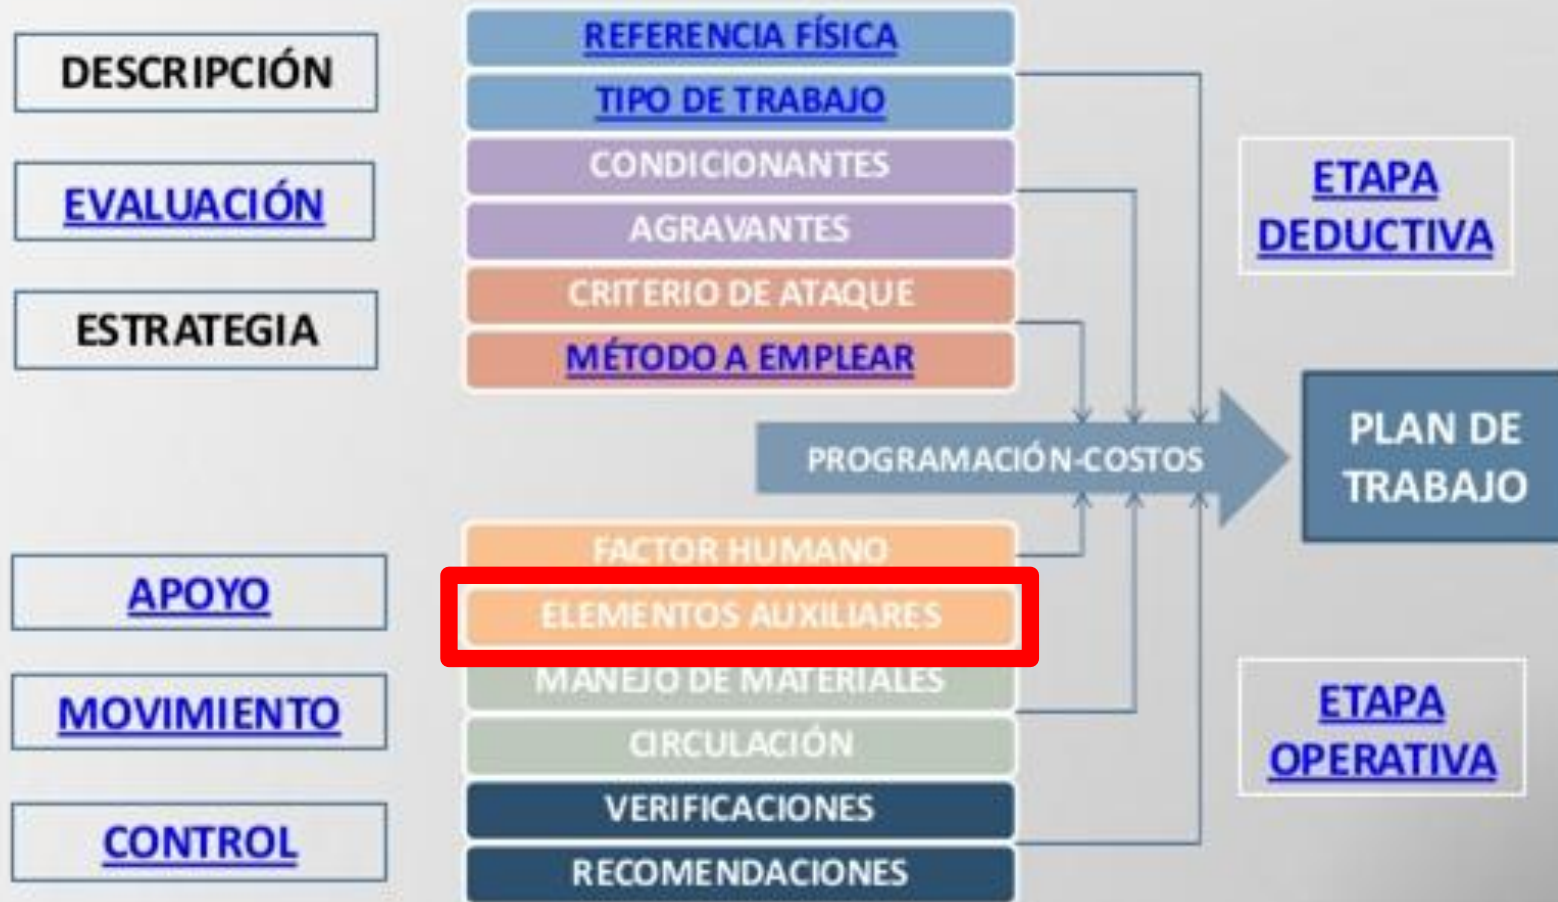 DESCRIPCIÓN
EVALUACIÓN
ESTRATEGIA
REFERENCIA FÍSICA
TIPO DE TRABAJO
CONDICIONANTES
AGRAVANTES
CRITERIO DE ATAQUE
MÉTODO A EMPLEAR
ETAPA
DEDUCTIVA
PROGRAMACIÓN-COSTOS
PLAN DE
TRABAJO
APOYO
MOVIMIENTO
CONTROL
FACTOR HUMANO
ELEMENTOS AUXILIARES
MANEJO DE MATERIALES
CIRCULACIÓN
VERIFICACIONES
RECOMENDACIONES
ETAPA
OPERATIVA